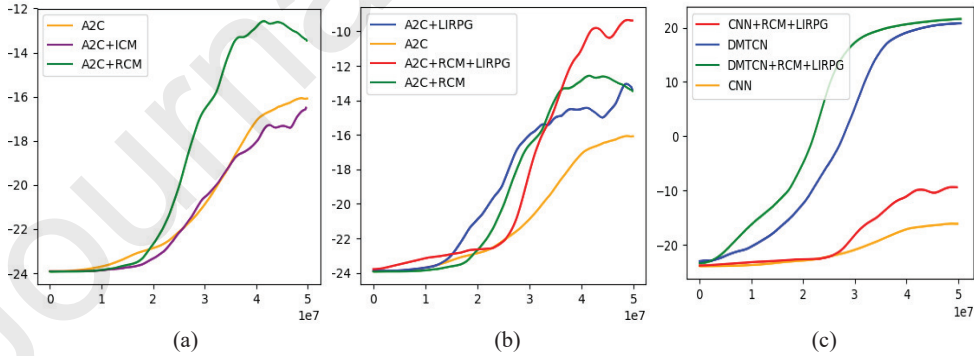 Journal
A2C
A2C+ICM
A2C+RCM
-12
-14
-16
-18
-20
-22
-24
0
1
2
3
4
5
1e7
(a)
A2C+LIRPG
A2C
A2C+RCM+LIRPG
A2C+RCM
-10
-12
-14
-16
-18
-20
-22
-24
0
1
2
3
4
5
1e7
(b)
CNN+RCM+LIRPG
DMTCN
DMTCN+RCM+LIRPG
CNN
20
10
0
-10
-20
0
1
2
3
4
5
1e7
(c)